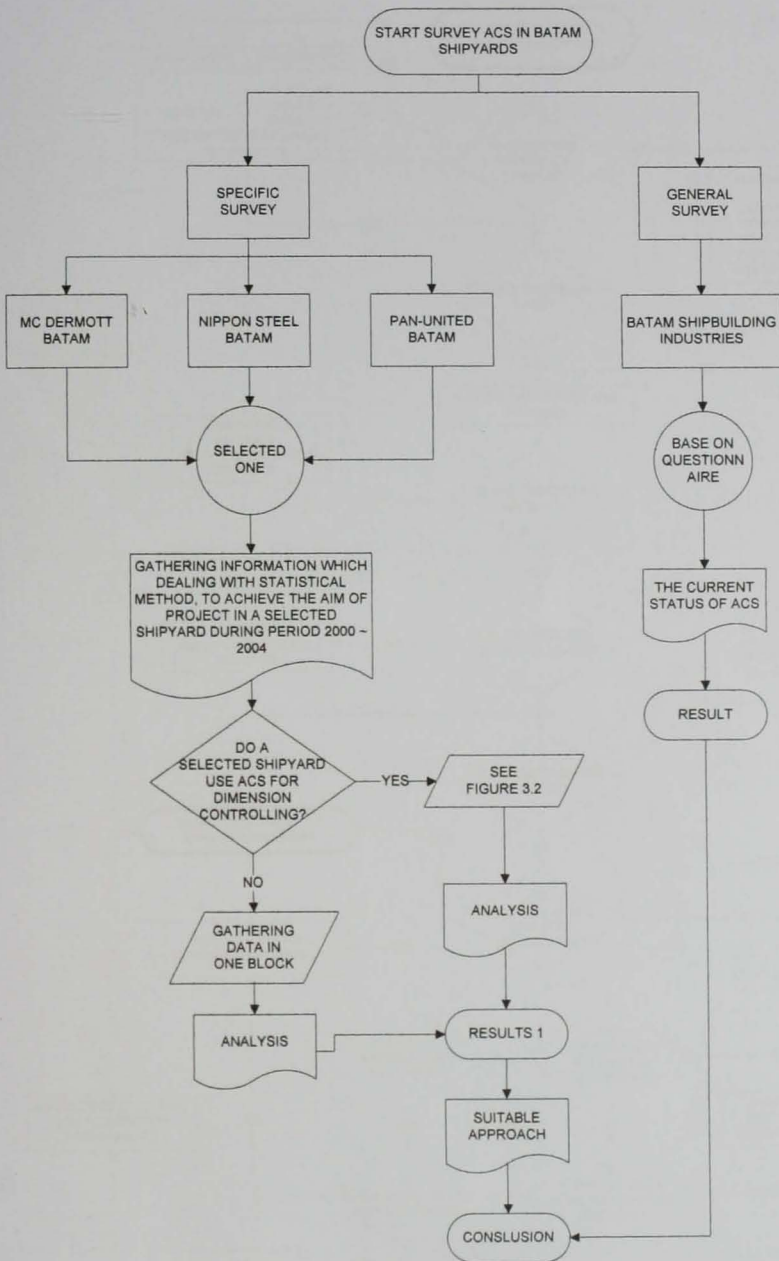 START SURVEY ACS IN BATAM
SHIPYARDS
SPECIFIC
SURVEY
GENERAL
SURVEY
MC DERMOTT
BATAM
NIPPON STEEL
BATAM
PAN-UNITED
BATAM
BATAM SHIPBUILDING
INDUSTRIES
SELECTED
ONE
BASE ON
QUESTIONN
AIRE
GATHERING INFORMATION WHICH
DEALING WITH STATISTICAL
METHOD, TO ACHIEVE THE AIM OF
PROJECT IN A SELECTED
SHIPYARD DURING PERIOD 2000 ~
2004
THE CURRENT
STATUS OF ACS
RESULT
DO A
SELECTED SHIPYARD
USE ACS FOR
DIMENSION
CONTROLLING?
YES
SEE
FIGURE 3.2
NO
GATHERING
DATA IN
ONE BLOCK
ANALYSIS
ANALYSIS
RESULTS 1
SUITABLE
APPROACH
CONSLUSION